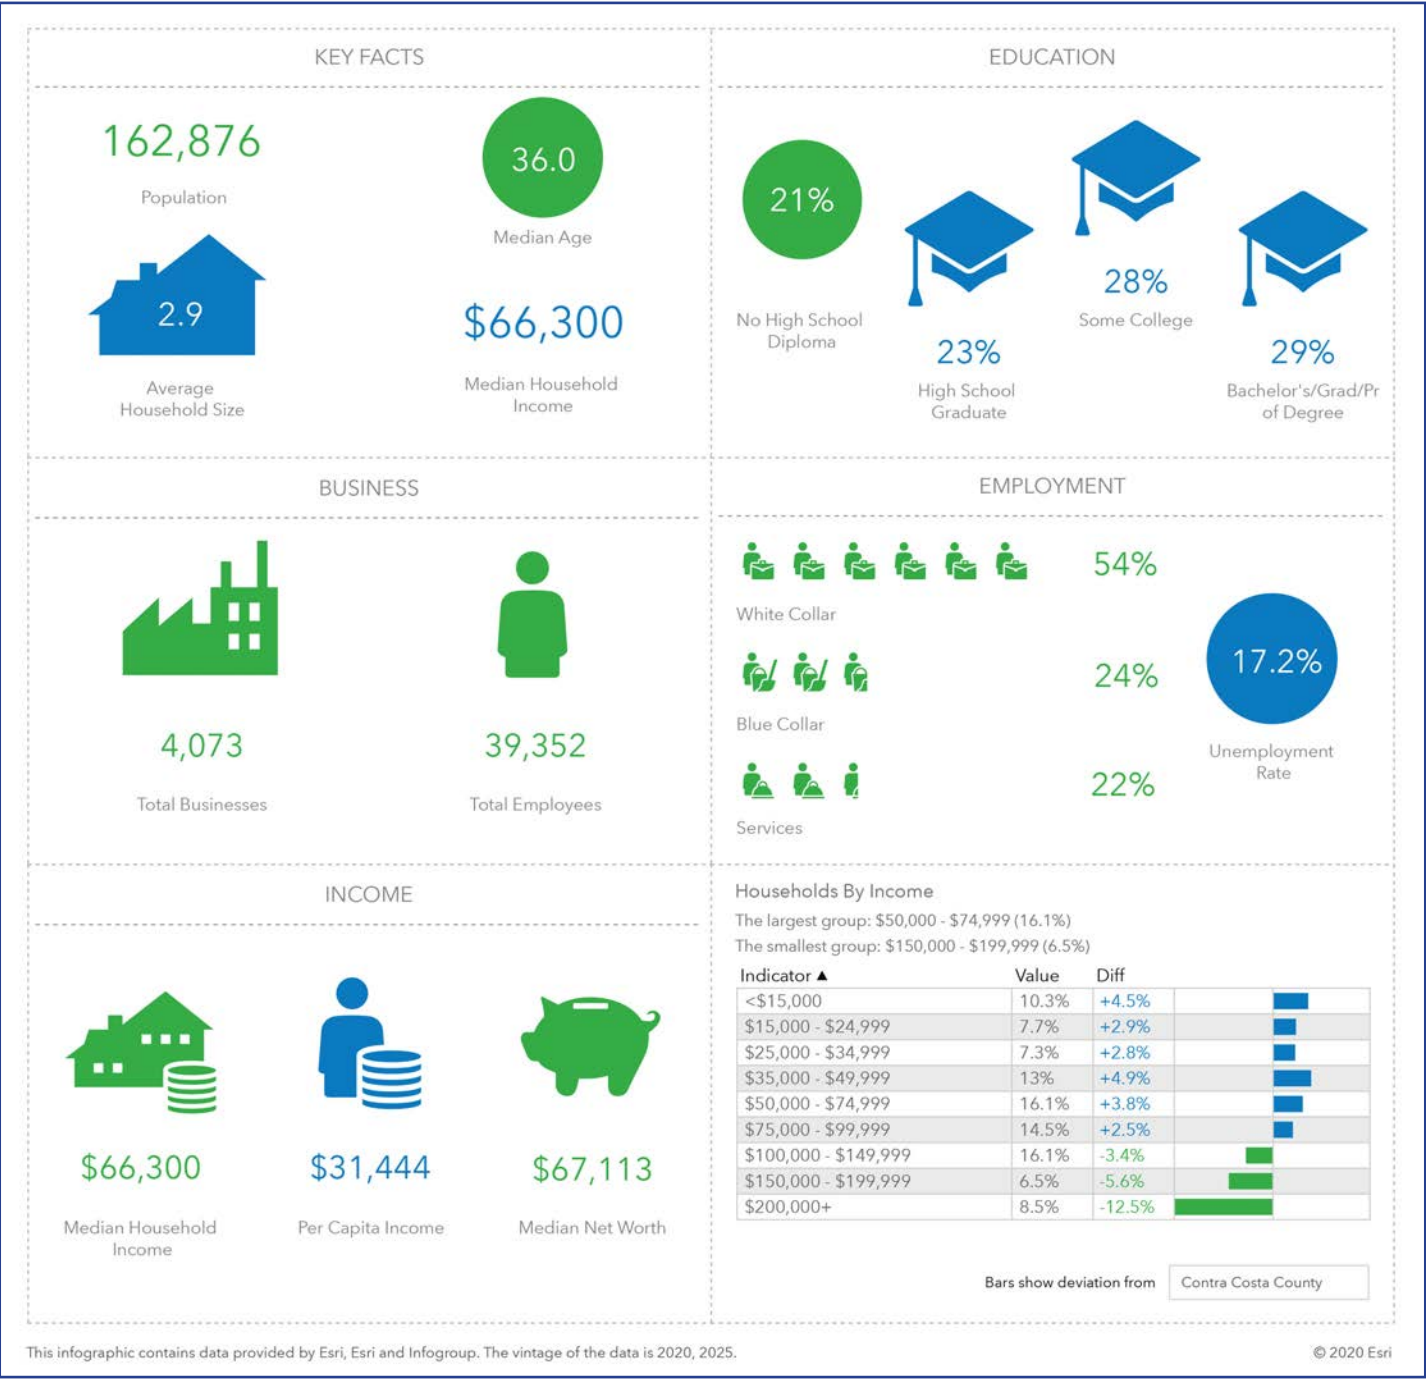 KEY FACTS
162,876
Population
36.0
Median Age
2.9
Average
Household Size
$66,300
Median Household
Income
EDUCATION
21%
No High School
Diploma
23%
High School
Graduate
28%
Some College
29%
Bachelor's/Grad/Pr
of Degree
BUSINESS
4,073
Total Businesses
39,352
Total Employees
EMPLOYMENT
54%
White Collar
24%
Blue Collar
22%
Services
17.2%
Unemployment
Rate
INCOME
$66,300
Median Household
Income
$31,444
Per Capita Income
$67,113
Median Net Worth
Households By Income
The largest group: $50,000 - $74,999 (16.1%)
The smallest group: $150,000 - $199,999 (6.5%)
Indicator ▲ Value Diff
<$15,000 10.3% +4.5%
$15,000 - $24,999 7.7% +2.9%
$25,000 - $34,999 7.3% +2.8%
$35,000 - $49,999 13% +4.9%
$50,000 - $74,999 16.1% +3.8%
$75,000 - $99,999 14.5% +2.5%
$100,000 - $149,999 16.1% -3.4%
$150,000 - $199,999 6.5% -5.6%
$200,000+ 8.5% -12.5%
Bars show deviation from Contra Costa County
This infographic contains data provided by Esri, Esri and Infogroup. The vintage of the data is 2020, 2025.
© 2020 Esri